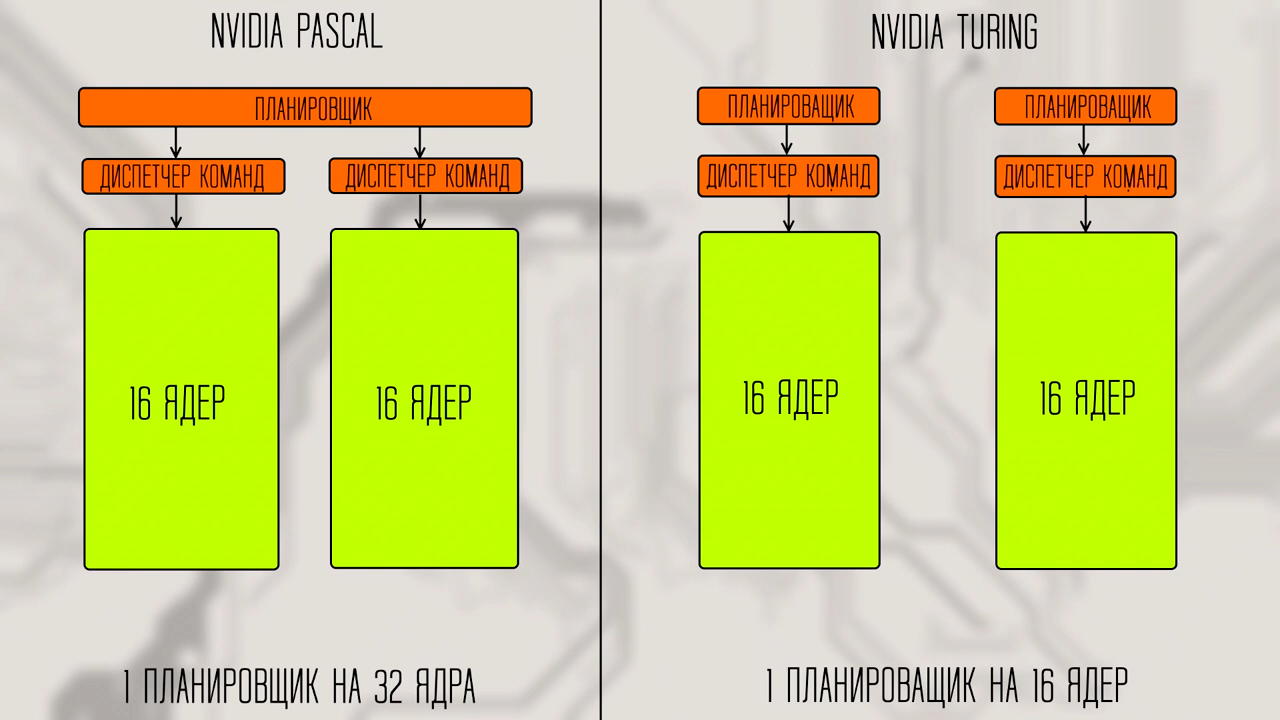 NVIDIA PASCAL
ПЛАНИРОВЩИК
ДИСПЕТЧЕР КОМАНД
ДИСПЕТЧЕР КОМАНД
16 ЯДЕР
16 ЯДЕР
1 ПЛАНИРОВЩИК НА 32 ЯДРА
NVIDIA TURING
ПЛАНИРОВАЩИК
ПЛАНИРОВАЩИК
ДИСПЕТЧЕР КОМАНД
ДИСПЕТЧЕР КОМАНД
16 ЯДЕР
16 ЯДЕР
1 ПЛАНИРОВАЩИК НА 16 ЯДЕР